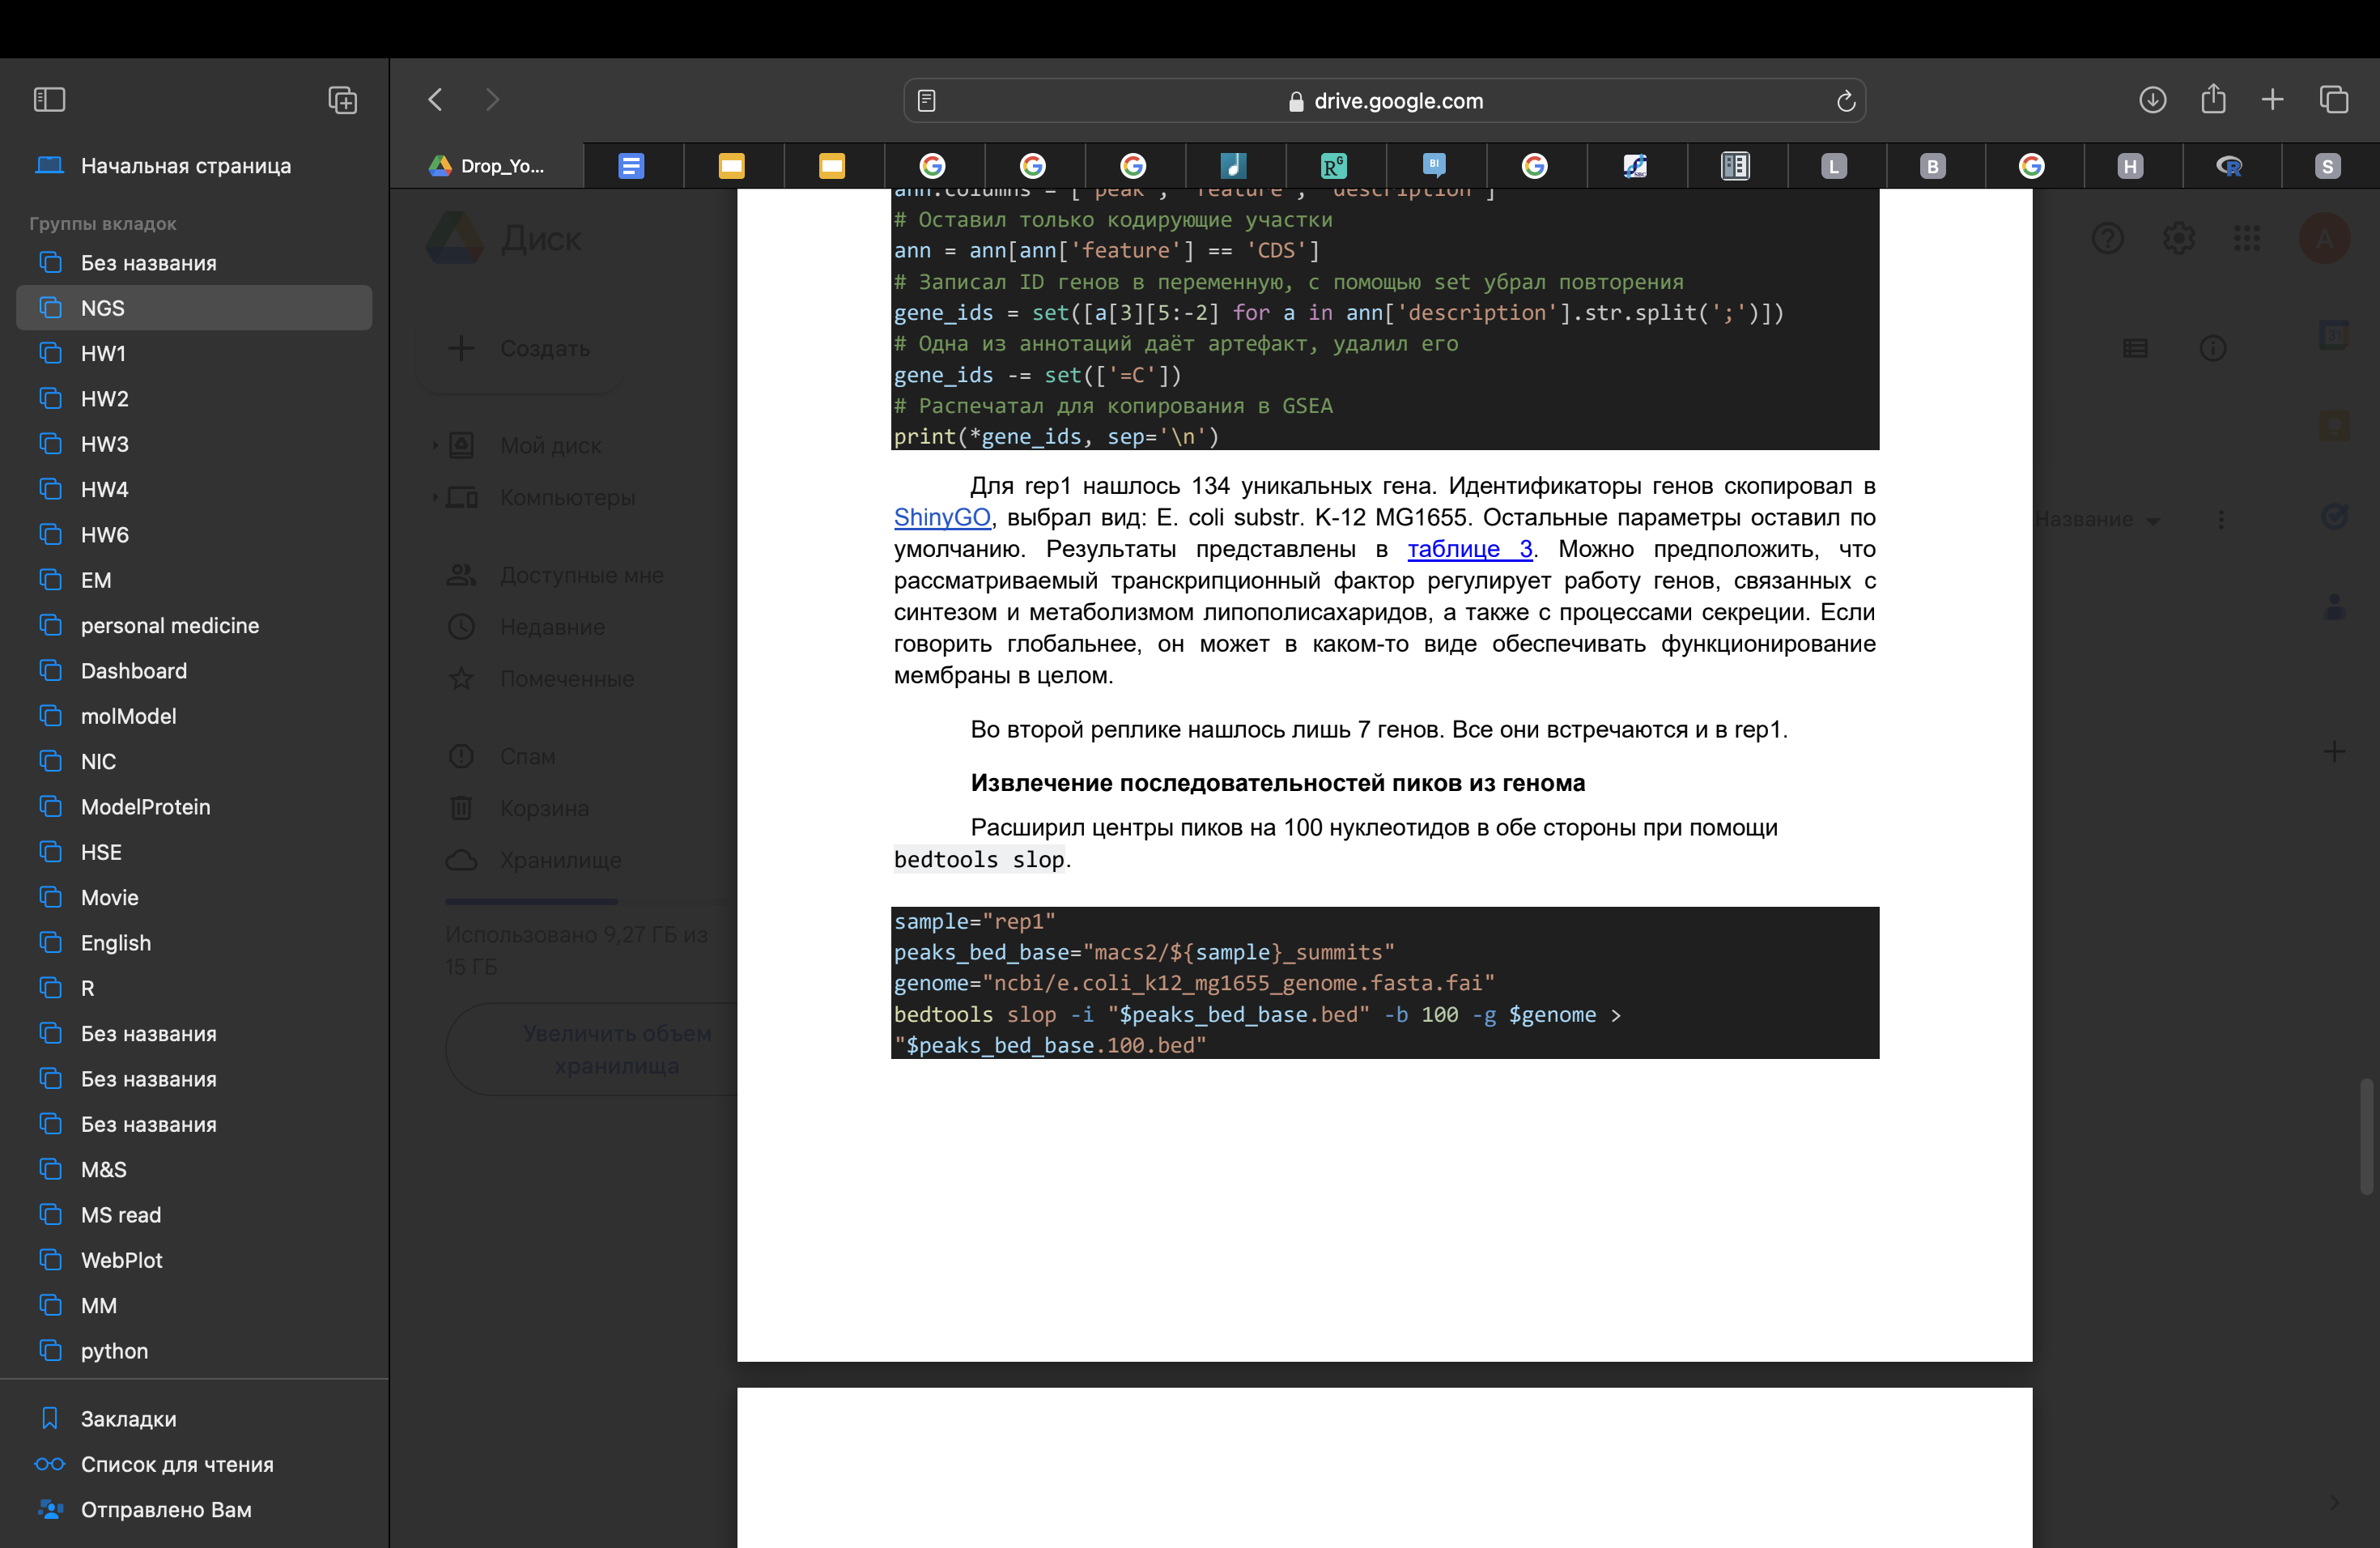 drive.google.com
Начальная страница
Группы вкладок
Без названия
NGS
HW1
HW2
HW3
HW4
HW6
EM
personal medicine
Dashboard
molModel
NIC
ModelProtein
HSE
Movie
English
R
Без названия
Без названия
Без названия
M&S
MS read
WebPlot
MM
python
Закладки
Список для чтения
Отправлено Вам
Drop_Yo...
RG
BI
L
B
H
R
S
Диск
A
Создать
31
Мой диск
Компьютеры
Название
Доступные мне
Недавние
Помеченные
Спам
Корзина
Хранилище
Использовано 9,27 ГБ из
15 ГБ
Увеличить объем
хранилища
ann.columns = ['peak', 'feature', 'description']
# Оставил только кодирующие участки
ann = ann[ann['feature'] == 'CDS']
# Записал ID генов в переменную, с помощью set убрал повторения
gene_ids = set([a[3][5:-2] for a in ann['description'].str.split(';')])
# Одна из аннотаций даёт артефакт, удалил его
gene_ids -= set(['=C'])
# Распечатал для копирования в GSEA
print(*gene_ids, sep='\n')
Для rep1 нашлось 134 уникальных гена. Идентификаторы генов скопировал в
ShinyGO, выбрал вид: E. coli substr. K-12 MG1655. Остальные параметры оставил по
умолчанию. Результаты представлены в таблице 3. Можно предположить, что
рассматриваемый транскрипционный фактор регулирует работу генов, связанных с
синтезом и метаболизмом липополисахаридов, а также с процессами секреции. Если
говорить глобальнее, он может в каком-то виде обеспечивать функционирование
мембраны в целом.
Во второй реплике нашлось лишь 7 генов. Все они встречаются и в rep1.
Извлечение последовательностей пиков из генома
Расширил центры пиков на 100 нуклеотидов в обе стороны при помощи
bedtools slop.
sample="rep1"
peaks_bed_base="macs2/${sample}_summits"
genome="ncbi/e.coli_k12_mg1655_genome.fasta.fai"
bedtools slop -i "$peaks_bed_base.bed" -b 100 -g $genome >
"$peaks_bed_base.100.bed"